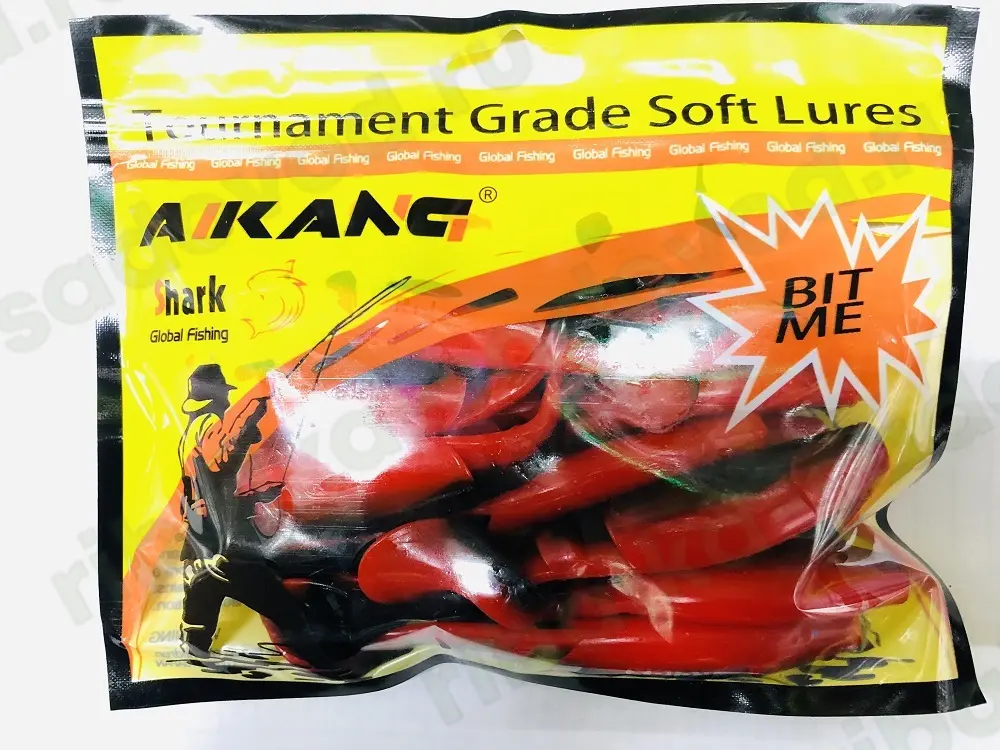 Tournament Grade Soft Lures
Global Fishing Global Fishing Global Fishing Global Fishing Global Fishing Global Fishing Global Fishing Global Fishing Global Fishing
AIKANG®
Shark
Global Fishing
BIT
ME